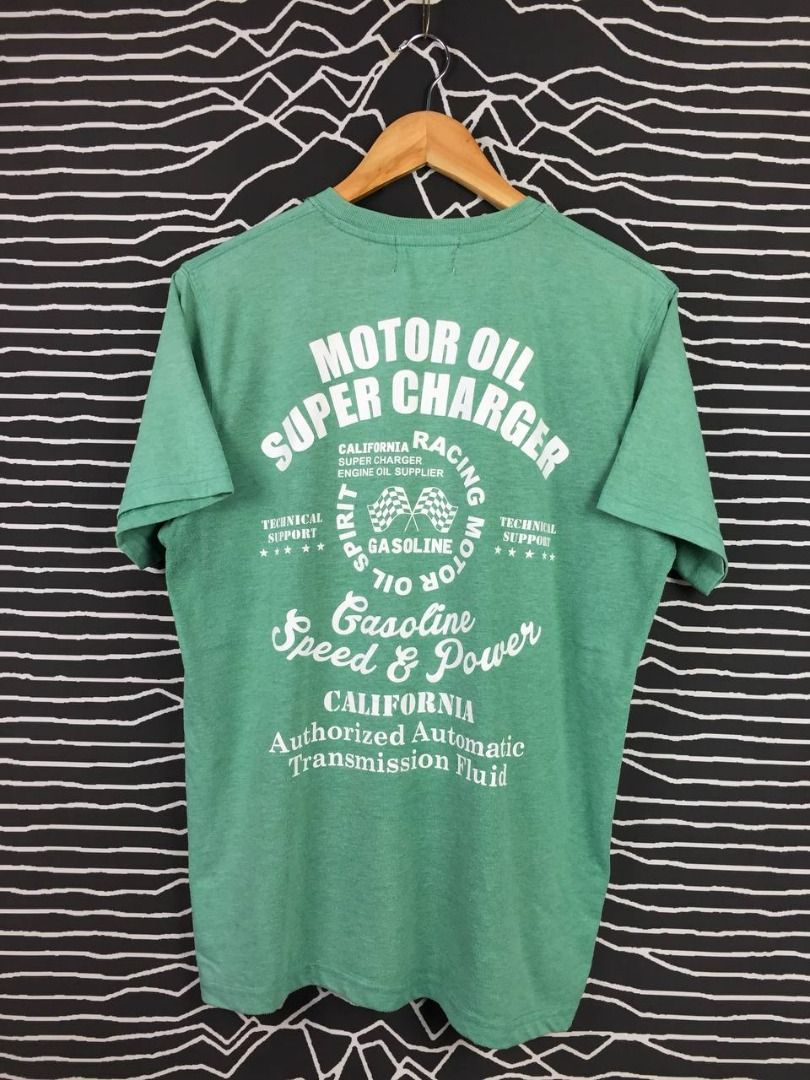 MOTOR OIL
SUPER CHARGER
CALIFORNIA
SUPER CHARGER
ENGINE OIL SUPPLIER
RACING MOTOR OIL SPIRIT
GASOLINE
TECHNICAL
SUPPORT
TECHNICAL
SUPPORT
Gasoline
Speed & Power
CALIFORNIA
Authorized Automatic
Transmission Fluid